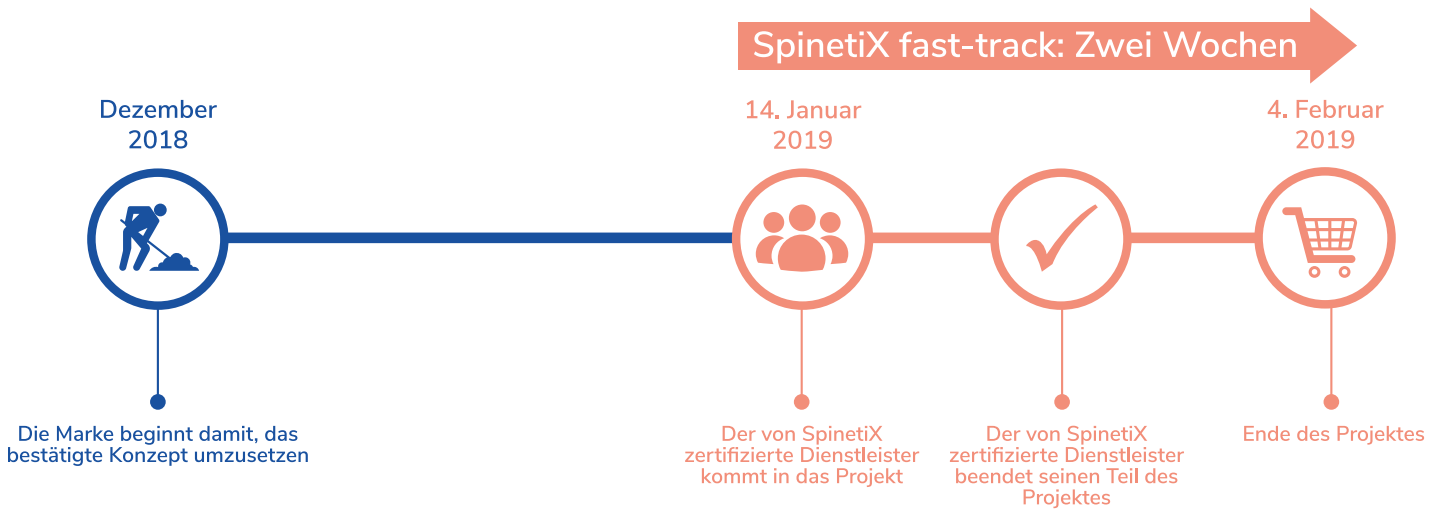 SpinetiX fast-track: Zwei Wochen
Dezember
2018
14. Januar
2019
4. Februar
2019
Die Marke beginnt damit, das
bestätigte Konzept umzusetzen
Der von SpinetiX
zertifizierte Dienstleister
kommt in das Projekt
Der von SpinetiX
zertifizierte Dienstleister
beendet seinen Teil des
Projektes
Ende des Projektes